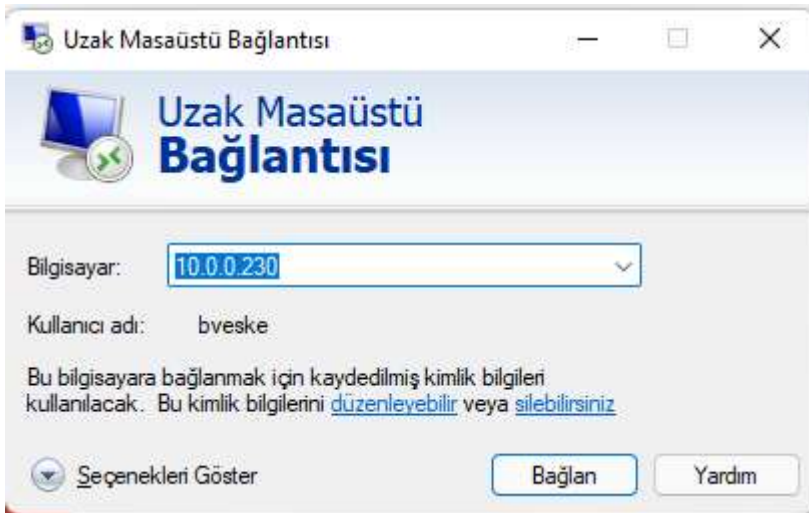 Uzak Masaüstü Bağlantısı
Uzak Masaüstü
Bağlantısı
Bilgisayar: 10.0.0.230
Kullanıcı adı: bveske
Bu bilgisayara bağlanmak için kaydedilmiş kimlik bilgileri
kullanılacak. Bu kimlik bilgilerini düzenleyebilir veya silebilirsiniz
Seçenekleri Göster Bağlan Yardım